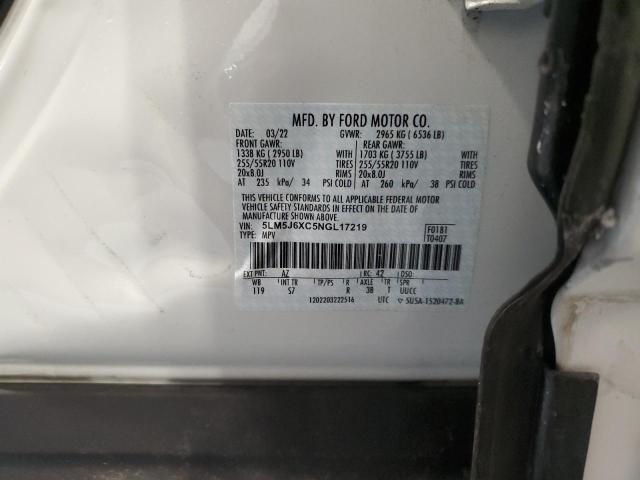 MFD. BY FORD MOTOR CO.
DATE: 03/22 GVWR: 2965 KG ( 6536 LB)
FRONT GAWR: REAR GAWR:
1338 KG ( 2950 LB) WITH 1703 KG ( 3755 LB) WITH
255/55R20 110V TIRES 255/55R20 110V TIRES
20x8.0J RIMS 20x8.0J RIMS
AT 235 kPa/ 34 PSI COLD AT 260 kPa/ 38 PSI COLD
THIS VEHICLE CONFORMS TO ALL APPLICABLE FEDERAL MOTOR
VEHICLE SAFETY STANDARDS IN EFFECT ON THE DATE OF
MANUFACTURE SHOWN ABOVE.
VIN: 5LM5J6XC5NGL17219 F0181
TYPE: MPV T0407
EXT PNT: AZ RC: 42 DSO:
WB INT TR TP/PS R AXLE TR SPR
119 S7 R 38 T UUCC
1202203222516 UTC 5U5A-1520472-BA